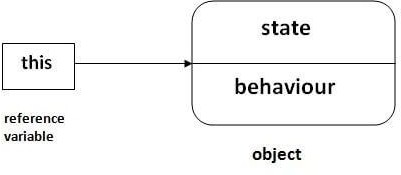 state
this
behaviour
reference
variable
object